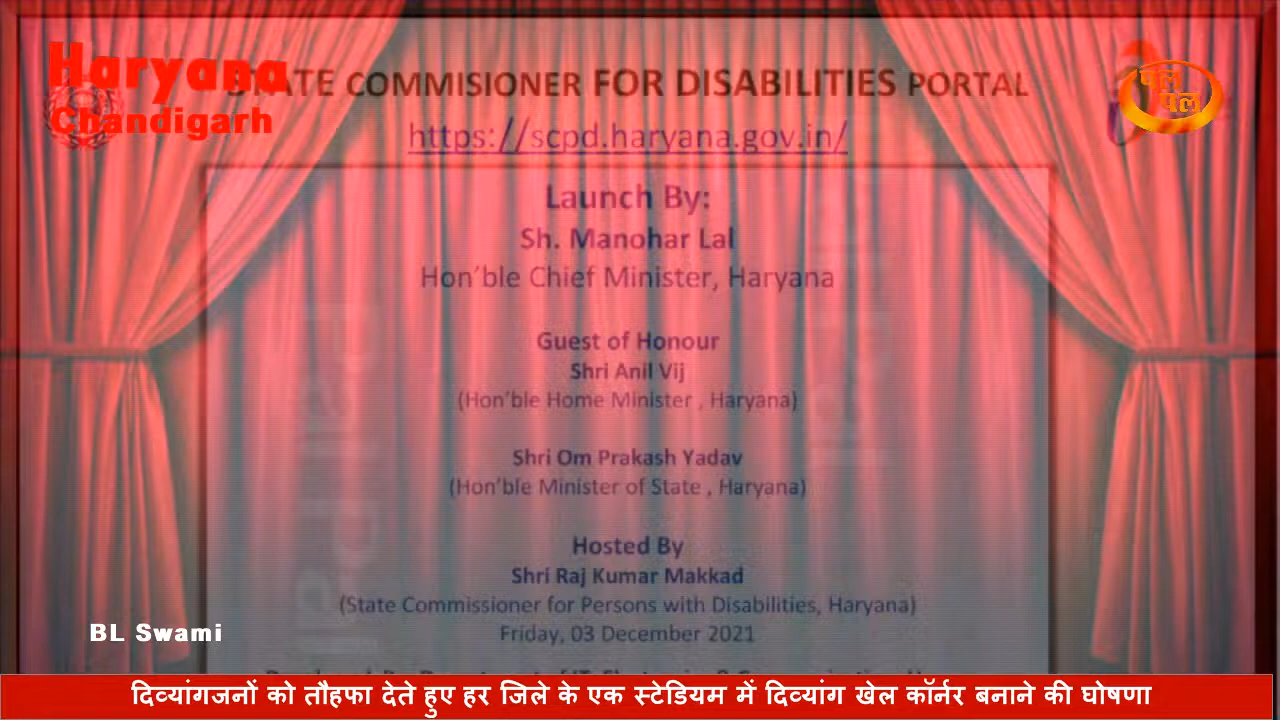 Haryana
Chandigarh
STATE COMMISIONER FOR DISABILITIES PORTAL
https://scpd.haryana.gov.in/
पल
पल
Launch By:
Sh. Manohar Lal
Hon'ble Chief Minister, Haryana
Guest of Honour
Shri Anil Vij
(Hon'ble Home Minister , Haryana)
Shri Om Prakash Yadav
(Hon'ble Minister of State , Haryana)
Hosted By
Shri Raj Kumar Makkad
(State Commissioner for Persons with Disabilities, Haryana)
Friday, 03 December 2021
BL Swami
दिव्यांगजनों को तौहफा देते हुए हर जिले के एक स्टेडियम में दिव्यांग खेल कॉर्नर बनाने की घोषणा